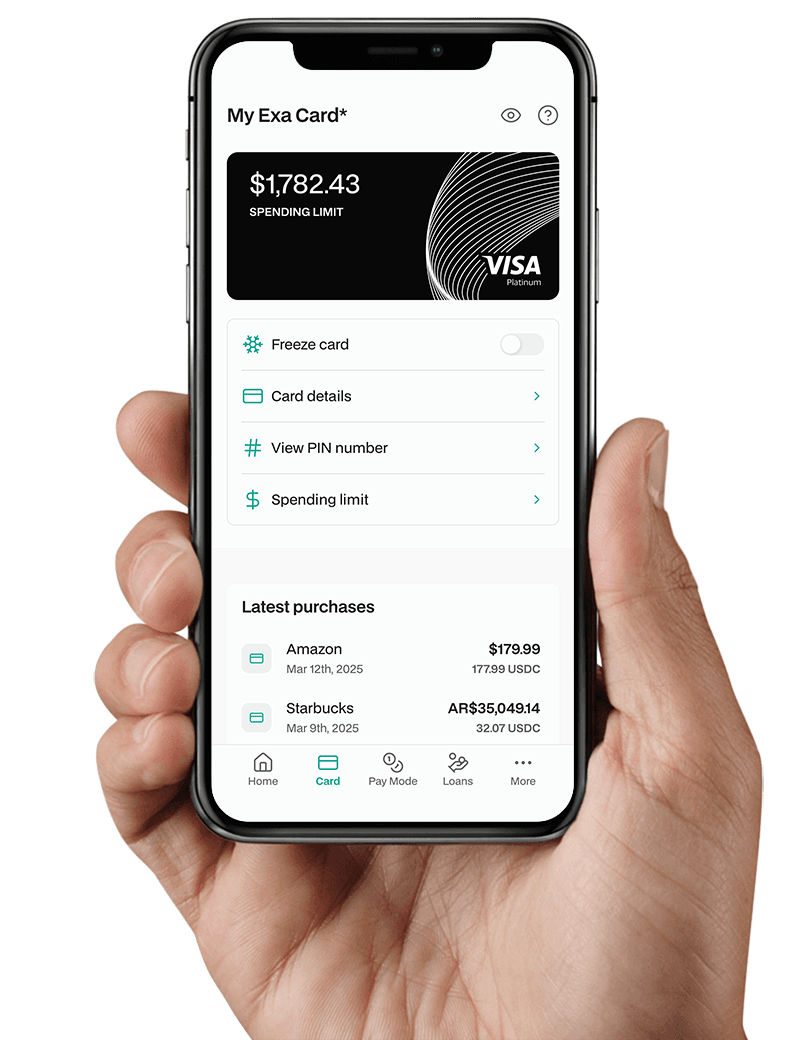 My Exa Card*
$1,782.43
SPENDING LIMIT
VISA
Platinum
Freeze card
Card details
View PIN number
Spending limit
Latest purchases
Amazon $179.99
Mar 12th, 2025 177.99 USDC
Starbucks AR$35,049.14
Mar 9th, 2025 32.07 USDC
Home Card Pay Mode Loans More